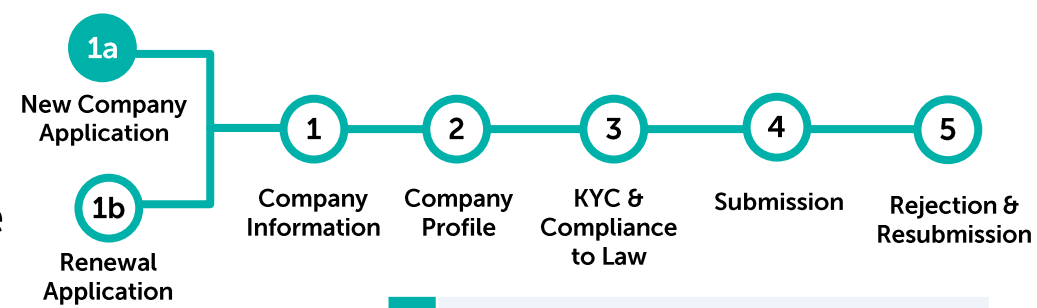 1a
New Company
Application
1b
Renewal
Application
1
Company
Information
2
Company
Profile
3
KYC &
Compliance
to Law
4
Submission
5
Rejection &
Resubmission